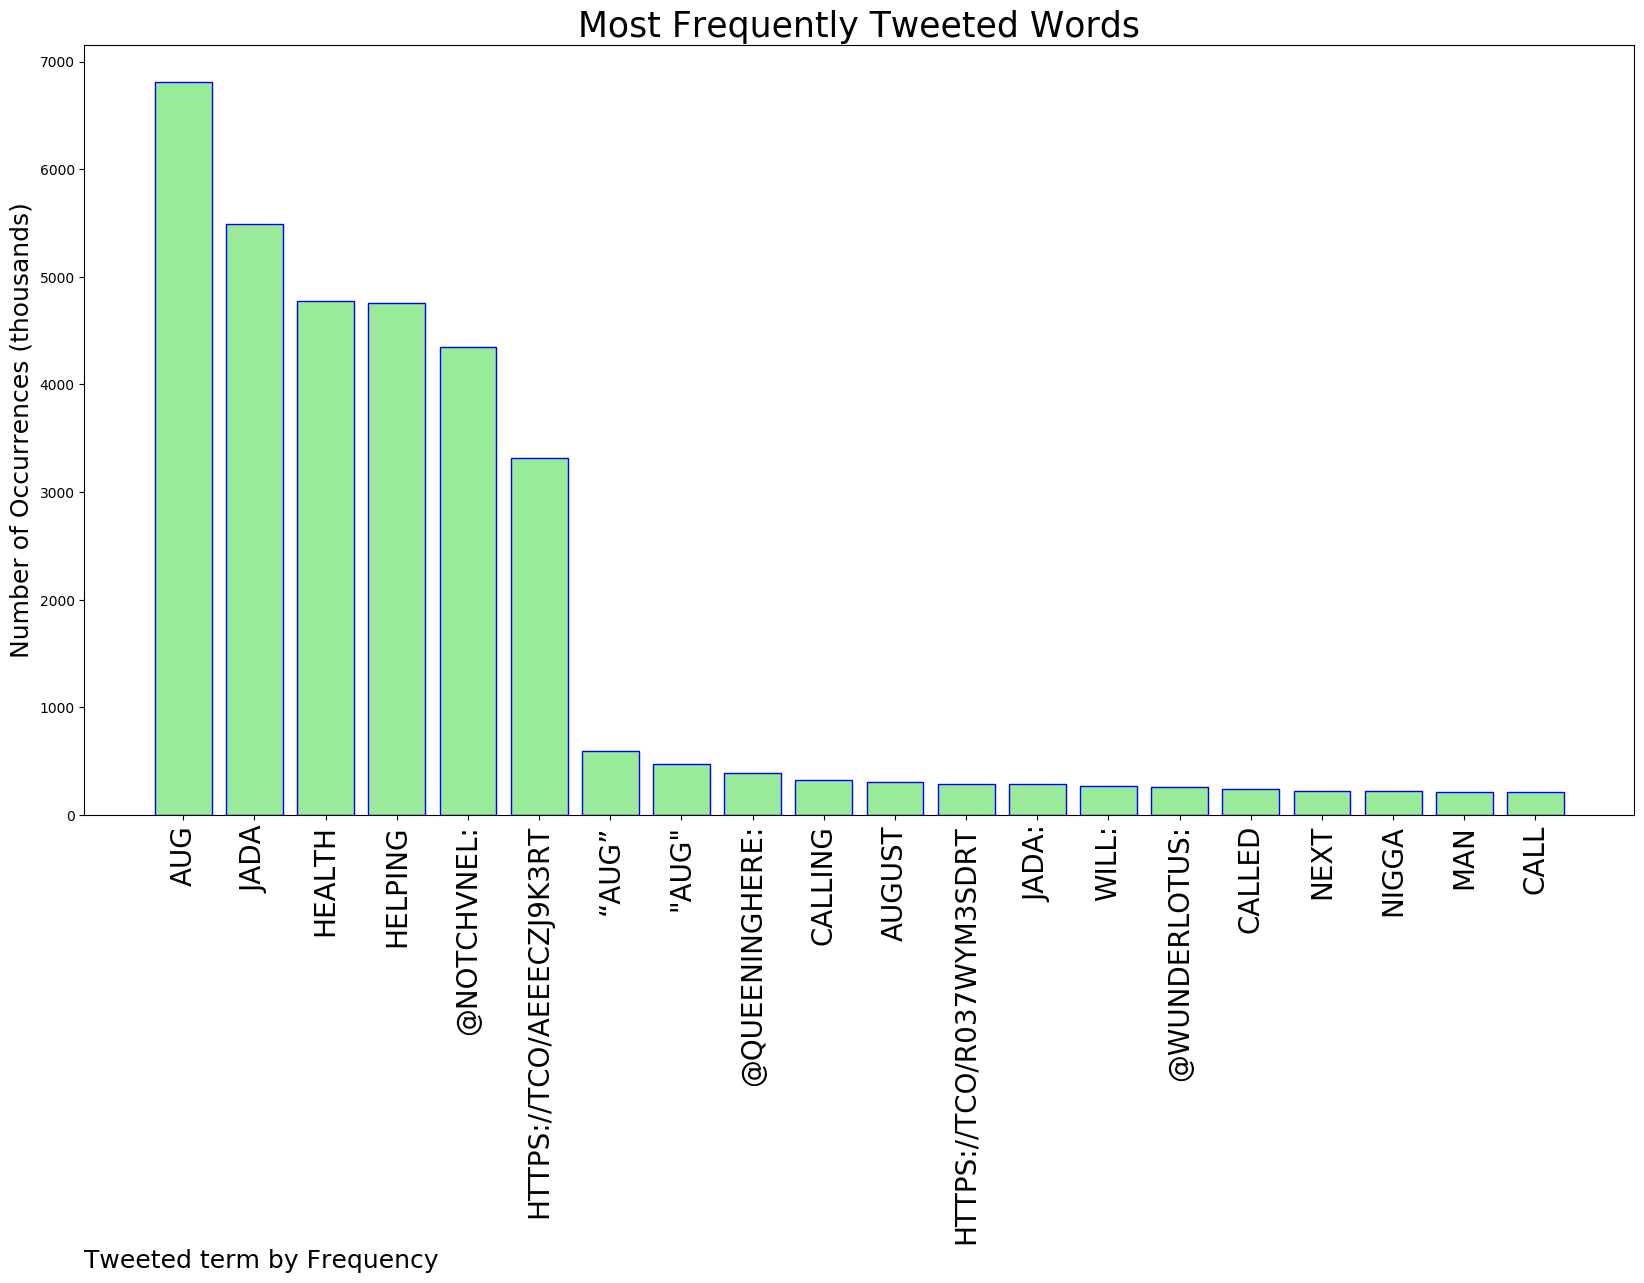 Most Frequently Tweeted Words
Number of Occurrences (thousands)
7000
6000
5000
4000
3000
2000
1000
0
AUG
JADA
HEALTH
HELPING
@NOTCHVNEL:
HTTPS://TCO/AEEECZJ9K3RT
“AUG”
"AUG"
@QUEENINGHERE:
CALLING
AUGUST
HTTPS://TCO/R037WYM3SDRT
JADA:
WILL:
@WUNDERLOTUS:
CALLED
NEXT
NIGGA
MAN
CALL
Tweeted term by Frequency